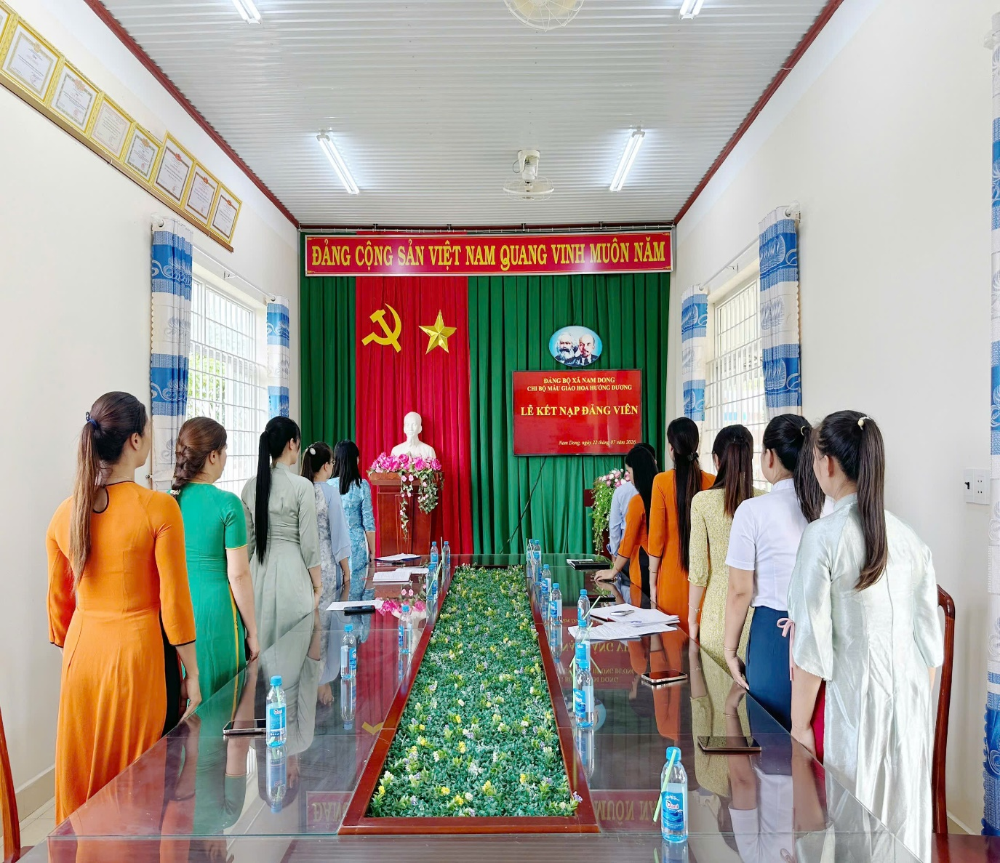 ĐẢNG CỘNG SẢN VIỆT NAM QUANG VINH MUÔN NĂM
ĐẢNG BỘ XÃ NAM DONG
CHI BỘ MẪU GIÁO HOA HƯỚNG DƯƠNG
LỄ KẾT NẠP ĐẢNG VIÊN
Nam Dong, ngày 22 tháng 07 năm 2026
Dani